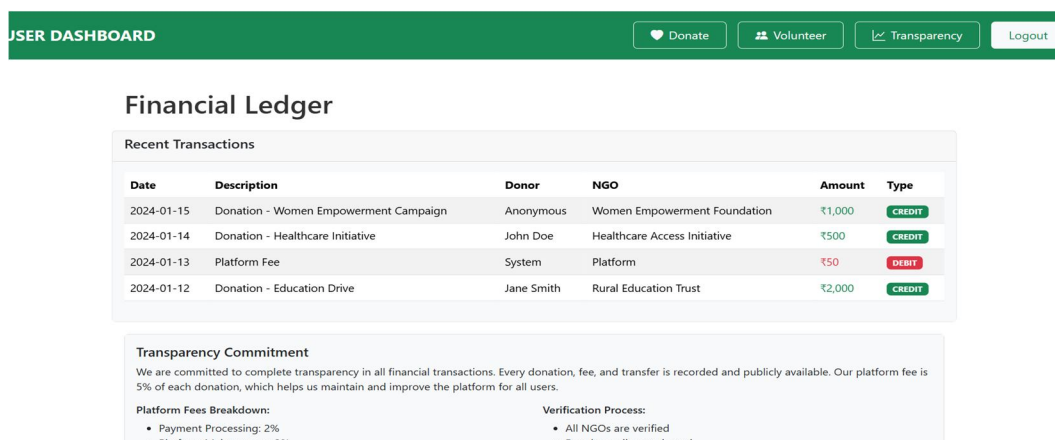 USER DASHBOARD Donate Volunteer Transparency Logout
Financial Ledger
Recent Transactions
Date Description Donor NGO Amount Type
2024-01-15 Donation - Women Empowerment Campaign Anonymous Women Empowerment Foundation ₹1,000 CREDIT
2024-01-14 Donation - Healthcare Initiative John Doe Healthcare Access Initiative ₹500 CREDIT
2024-01-13 Platform Fee System Platform ₹50 DEBIT
2024-01-12 Donation - Education Drive Jane Smith Rural Education Trust ₹2,000 CREDIT
Transparency Commitment
We are committed to complete transparency in all financial transactions. Every donation, fee, and transfer is recorded and publicly available. Our platform fee is
5% of each donation, which helps us maintain and improve the platform for all users.
Platform Fees Breakdown: Verification Process:
• Payment Processing: 2% • All NGOs are verified